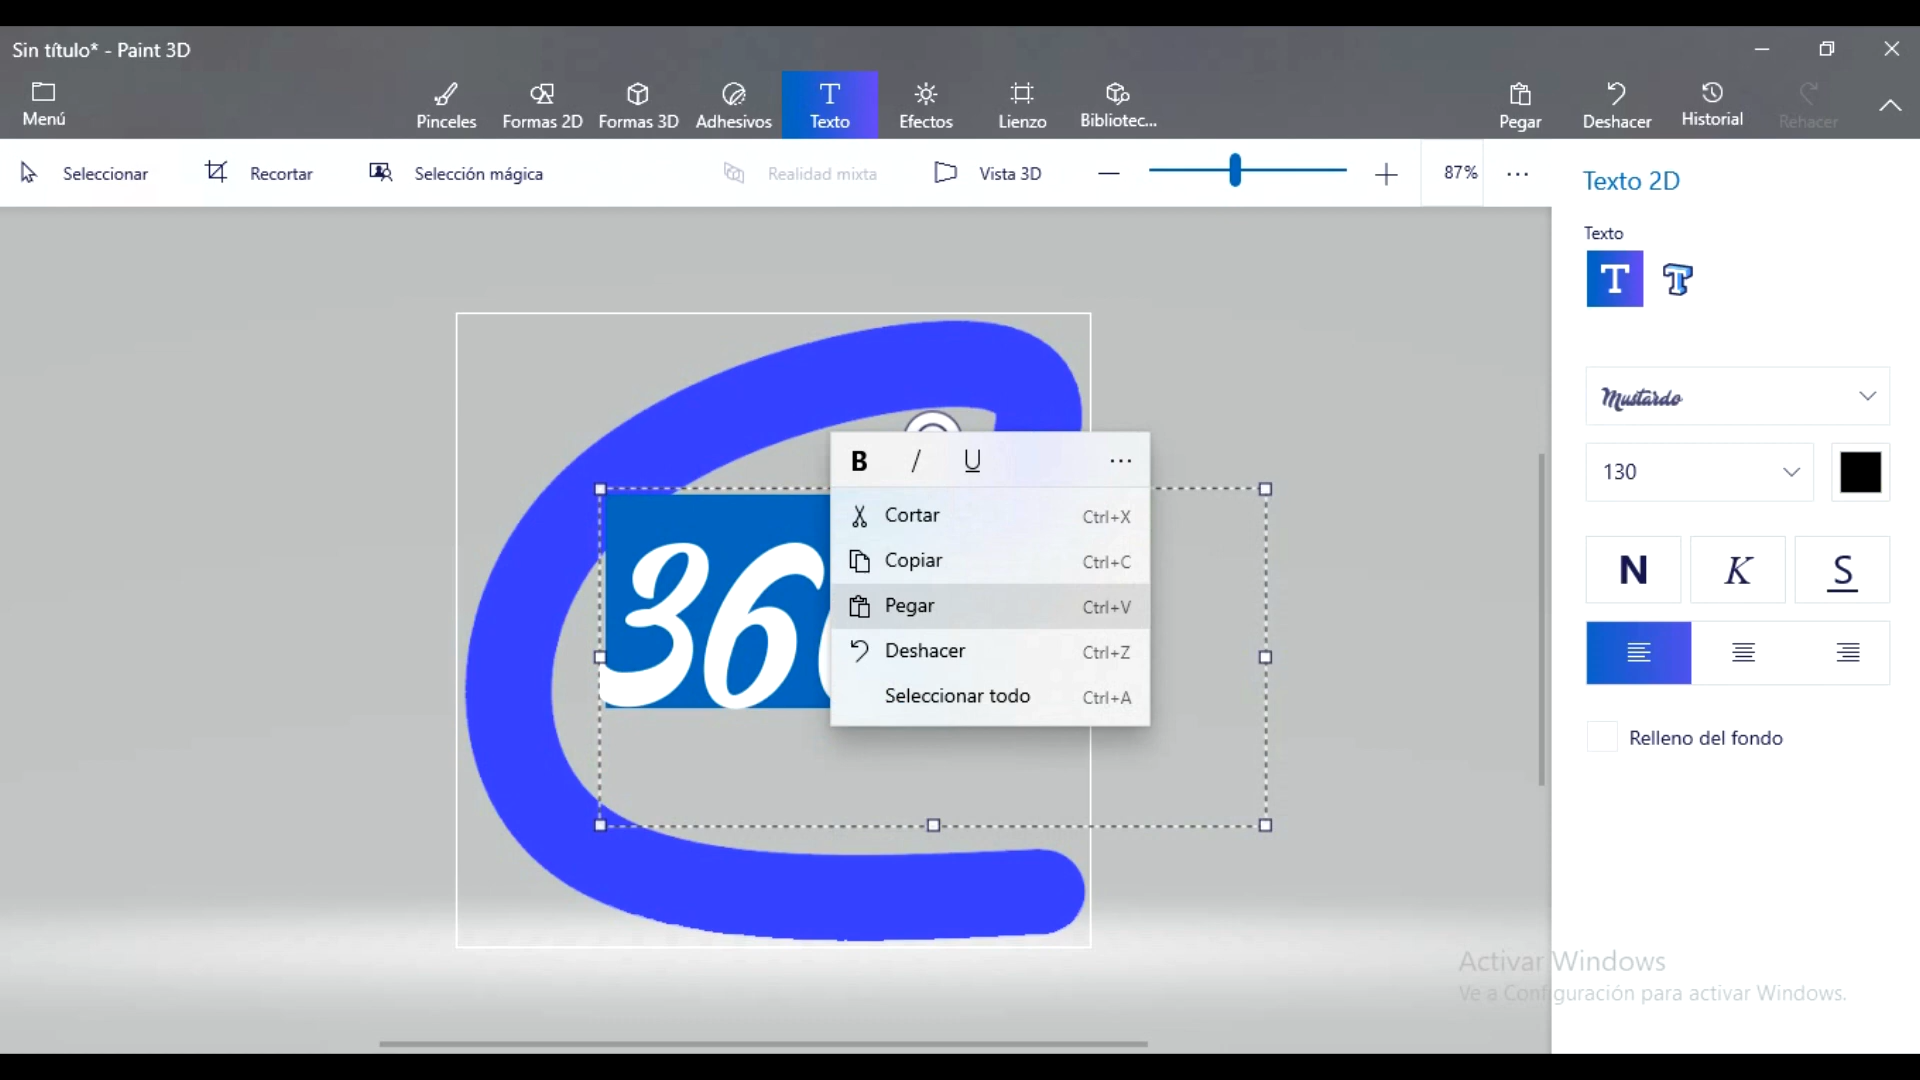 Sin título* - Paint 3D
Menú
Pinceles
Formas 2D
Formas 3D
Adhesivos
Texto
Efectos
Lienzo
Bibliotec...
Pegar
Deshacer
Historial
Rehacer
Seleccionar
Recortar
Selección mágica
Realidad mixta
Vista 3D
87%
Texto 2D
Texto
Mustardo
130
N K S
Relleno del fondo
B I U
Cortar Ctrl+X
Copiar Ctrl+C
Pegar Ctrl+V
Deshacer Ctrl+Z
Seleccionar todo Ctrl+A
36
Activar Windows
Ve a Configuración para activar Windows.